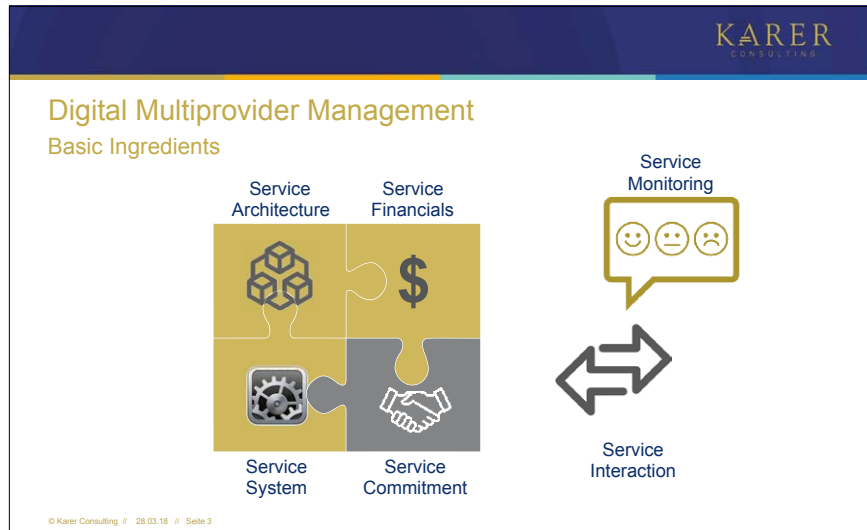 KARER
CONSULTING
Digital Multiprovider Management
Basic Ingredients
Service
Architecture
Service
Financials
$
Service
System
Service
Commitment
Service
Monitoring
Service
Interaction
© Karer Consulting // 28.03.18 // Seite 3